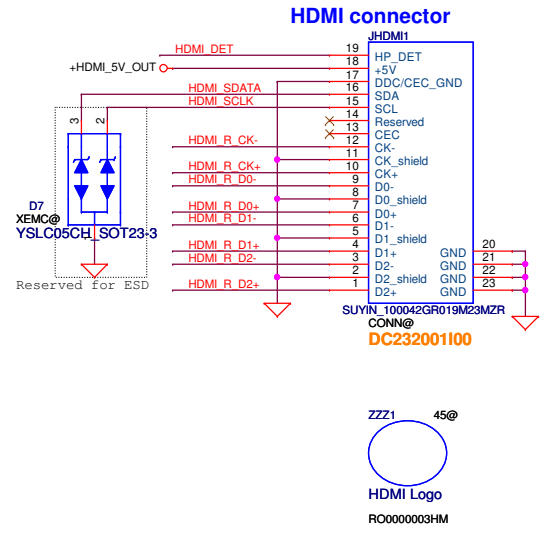 HDMI connector
JHDMI1
HDMI_DET 19 HP_DET
+HDMI_5V_OUT 18 +5V
17 DDC/CEC_GND
HDMI_SDATA 16 SDA
HDMI_SCLK 15 SCL
14 Reserved
13 CEC
HDMI_R_CK- 12 CK-
11 CK_shield
HDMI_R_CK+ 10 CK+
HDMI_R_D0- 9 D0-
8 D0_shield
HDMI_R_D0+ 7 D0+
HDMI_R_D1- 6 D1-
5 D1_shield
HDMI_R_D1+ 4 D1+ GND 20
HDMI_R_D2- 3 D2- GND 21
2 D2_shield GND 22
HDMI_R_D2+ 1 D2+ GND 23
3 2
D7
XEMC@
YSLC05CH_SOT23-3
1
Reserved for ESD
SUYIN_100042GR019M23MZR
CONN@
DC232001I00
ZZZ1 45@
HDMI Logo
RO0000003HM